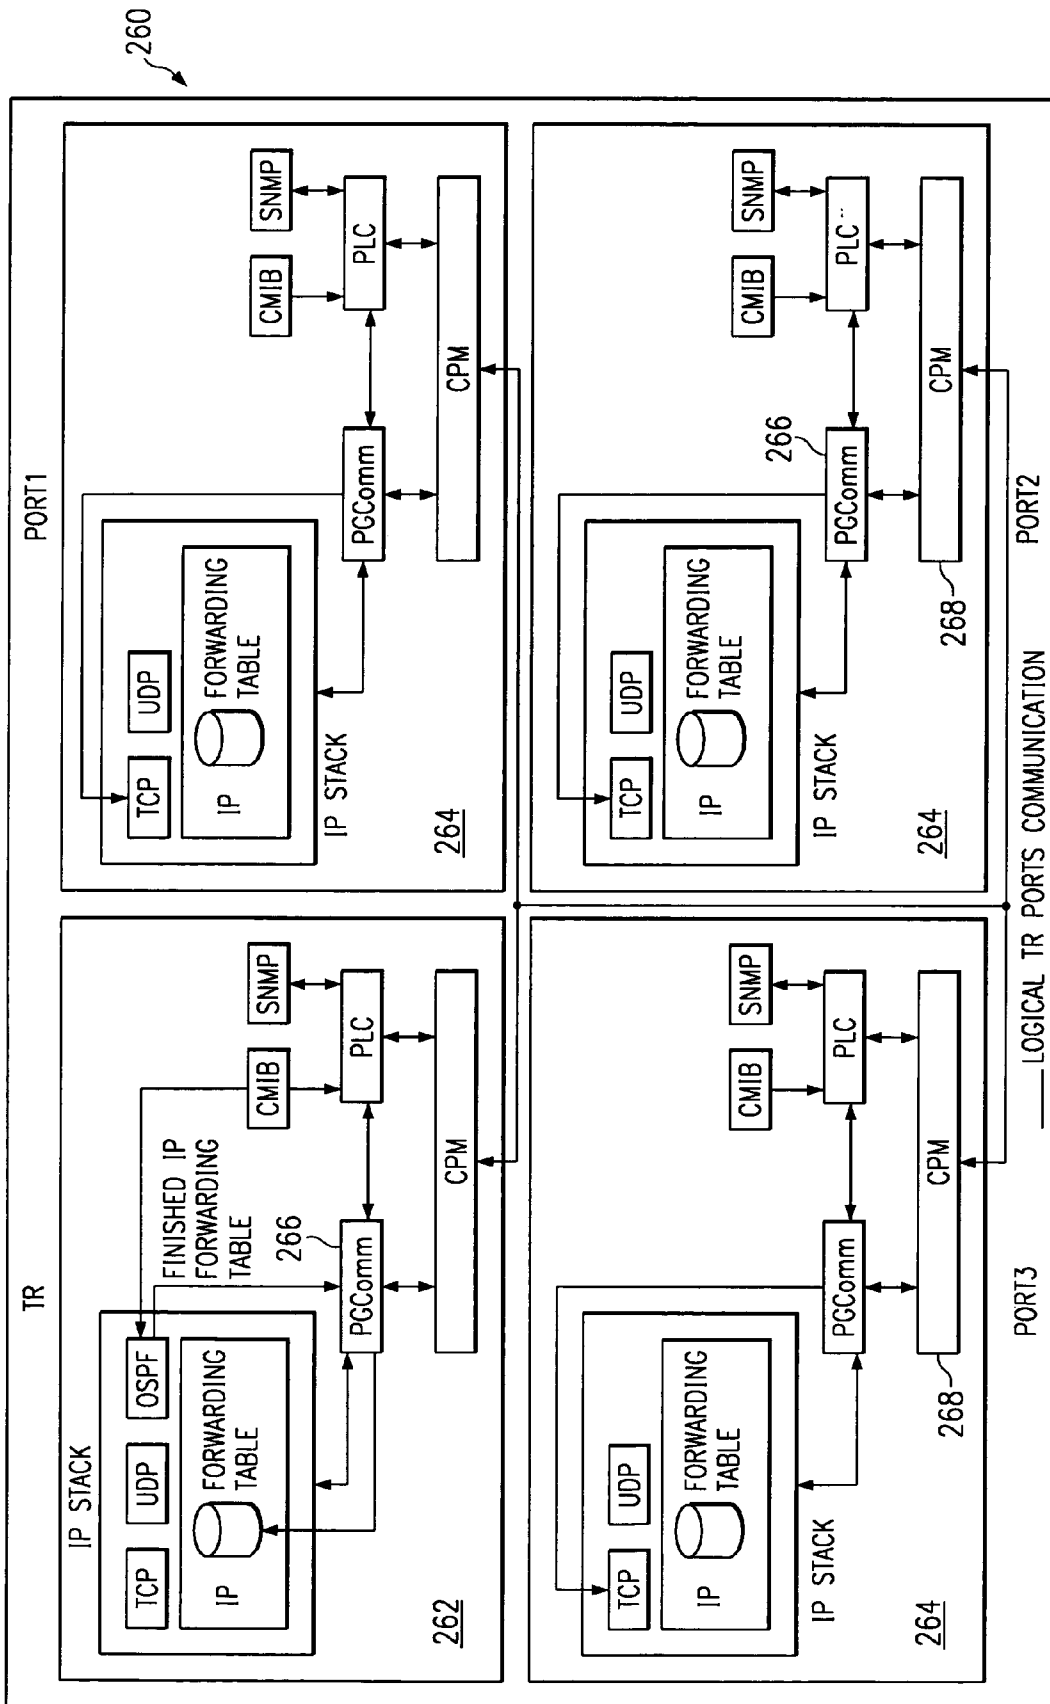 260
TR
IP STACK
TCP
UDP
OSPF
IP
FORWARDING
TABLE
FINISHED IP
FORWARDING
TABLE
266
PGComm
CMIB
SNMP
PLC
CPM
262
PORT1
TCP
UDP
IP
FORWARDING
TABLE
IP STACK
PGComm
CMIB
SNMP
PLC
CPM
264
TCP
UDP
IP
FORWARDING
TABLE
IP STACK
PGComm
CMIB
SNMP
PLC
CPM
264
268
PORT3
TCP
UDP
IP
FORWARDING
TABLE
IP STACK
266
PGComm
CMIB
SNMP
PLC
CPM
264
268
PORT2
LOGICAL TR PORTS COMMUNICATION